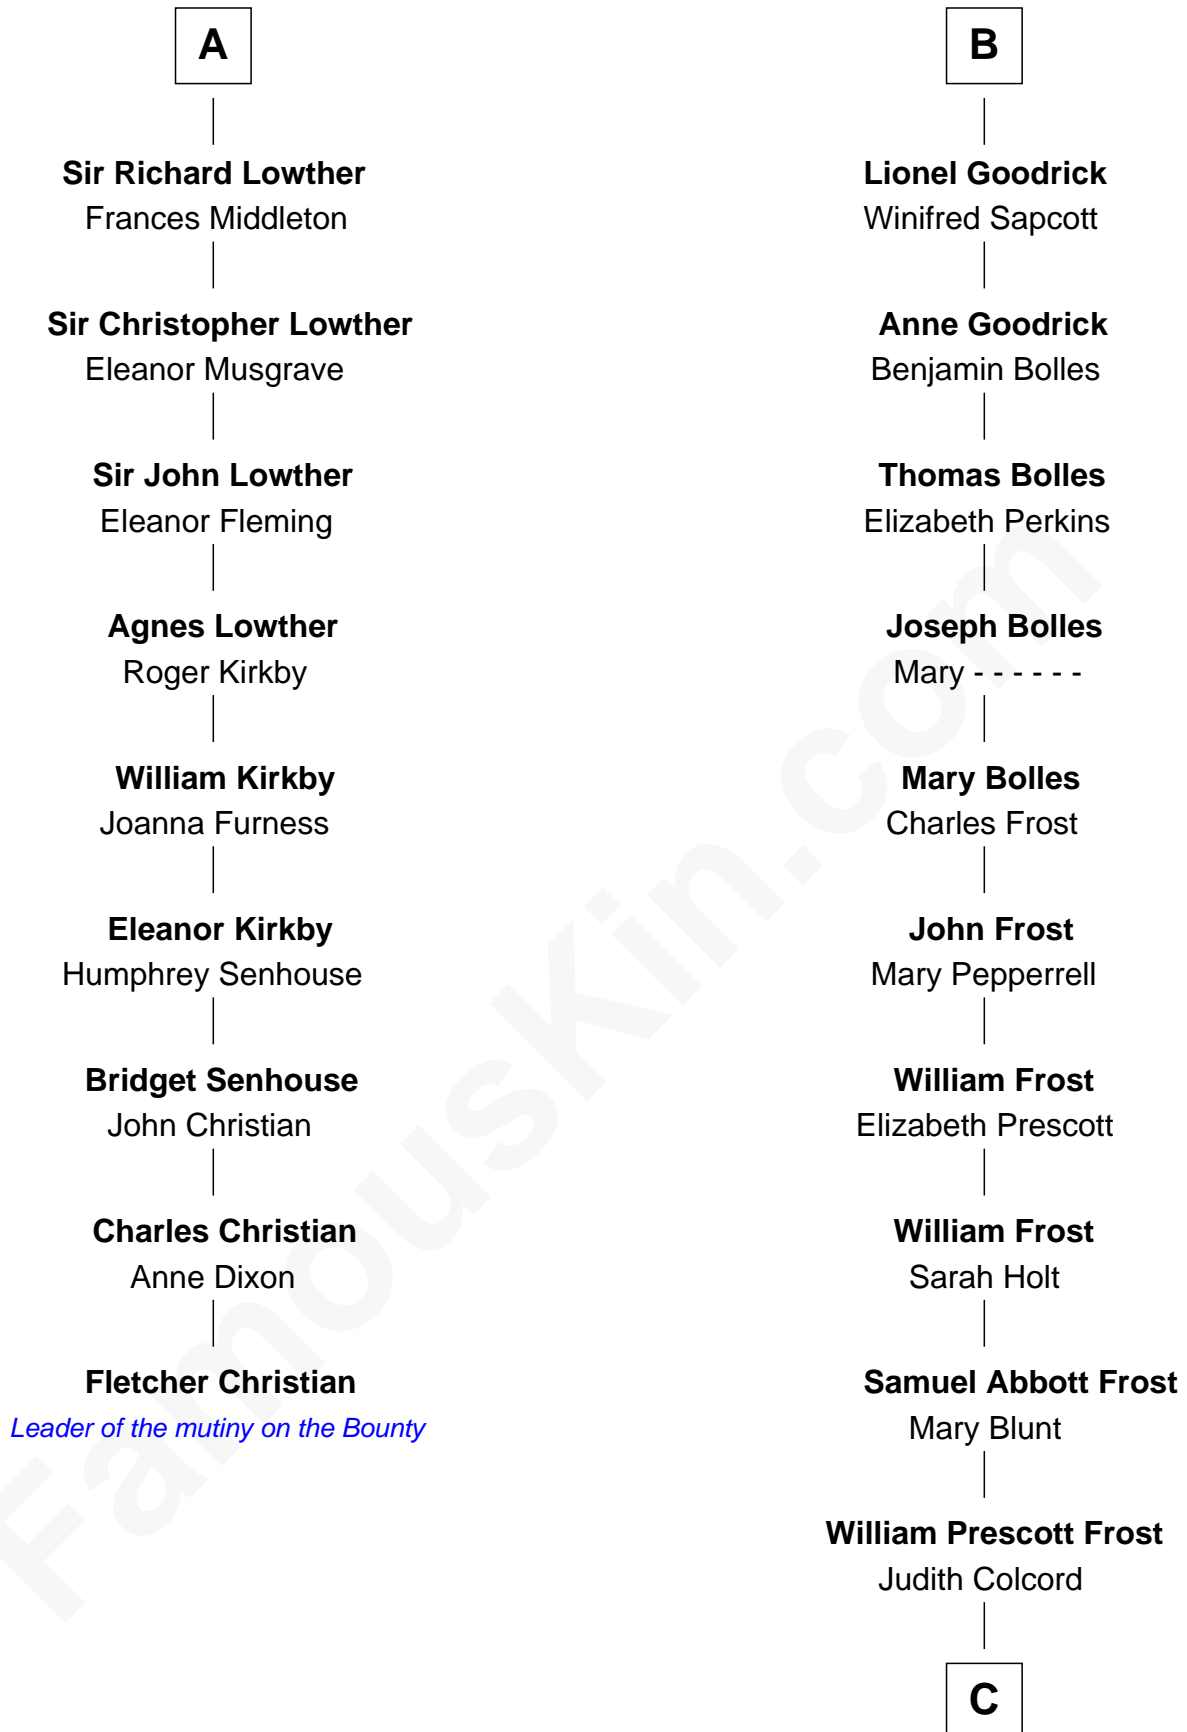 A
Sir Richard Lowther
Frances Middleton
Sir Christopher Lowther
Eleanor Musgrave
Sir John Lowther
Eleanor Fleming
Agnes Lowther
Roger Kirkby
William Kirkby
Joanna Furness
Eleanor Kirkby
Humphrey Senhouse
Bridget Senhouse
John Christian
Charles Christian
Anne Dixon
Fletcher Christian
Leader of the mutiny on the Bounty
B
Lionel Goodrick
Winifred Sapcott
Anne Goodrick
Benjamin Bolles
Thomas Bolles
Elizabeth Perkins
Joseph Bolles
Mary - - - - - -
Mary Bolles
Charles Frost
John Frost
Mary Pepperrell
William Frost
Elizabeth Prescott
William Frost
Sarah Holt
Samuel Abbott Frost
Mary Blunt
William Prescott Frost
Judith Colcord
C
FamousKin.com